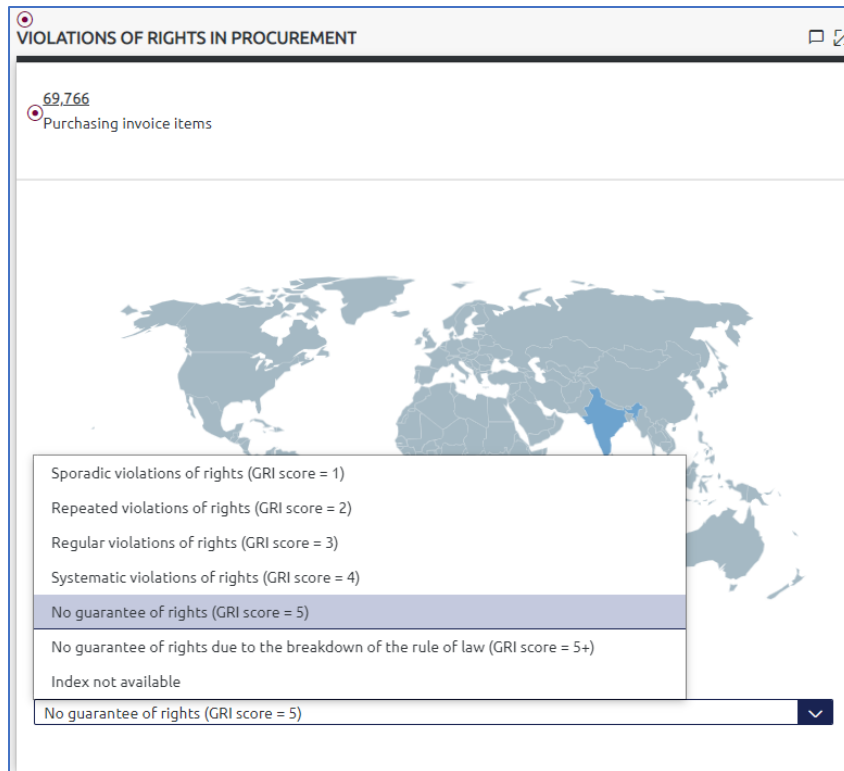 VIOLATIONS OF RIGHTS IN PROCUREMENT
69,766
Purchasing invoice items
Sporadic violations of rights (GRI score = 1)
Repeated violations of rights (GRI score = 2)
Regular violations of rights (GRI score = 3)
Systematic violations of rights (GRI score = 4)
No guarantee of rights (GRI score = 5)
No guarantee of rights due to the breakdown of the rule of law (GRI score = 5+)
Index not available
No guarantee of rights (GRI score = 5)